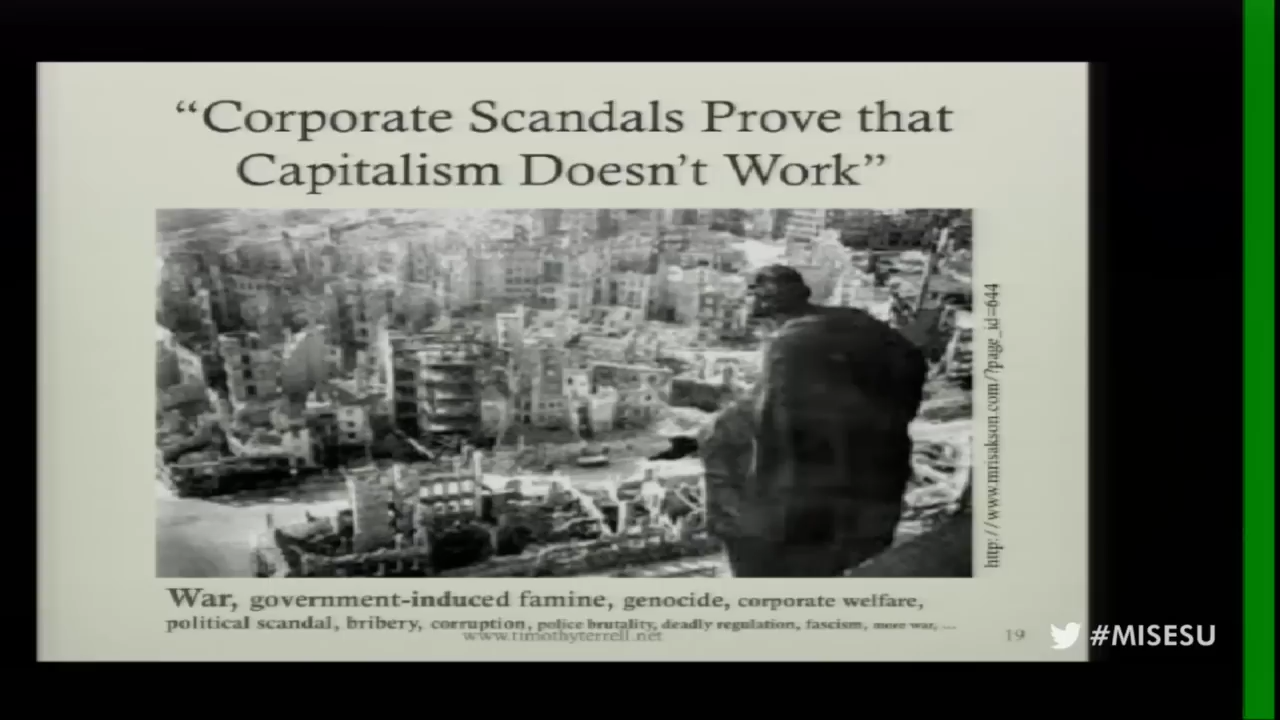 “Corporate Scandals Prove that
Capitalism Doesn’t Work”
http://www.mrisakson.com/?page_id=644
War, government-induced famine, genocide, corporate welfare,
political scandal, bribery, corruption, police brutality, deadly regulation, fascism, more war, ...
www.timothyterrell.net
19
#MISESU